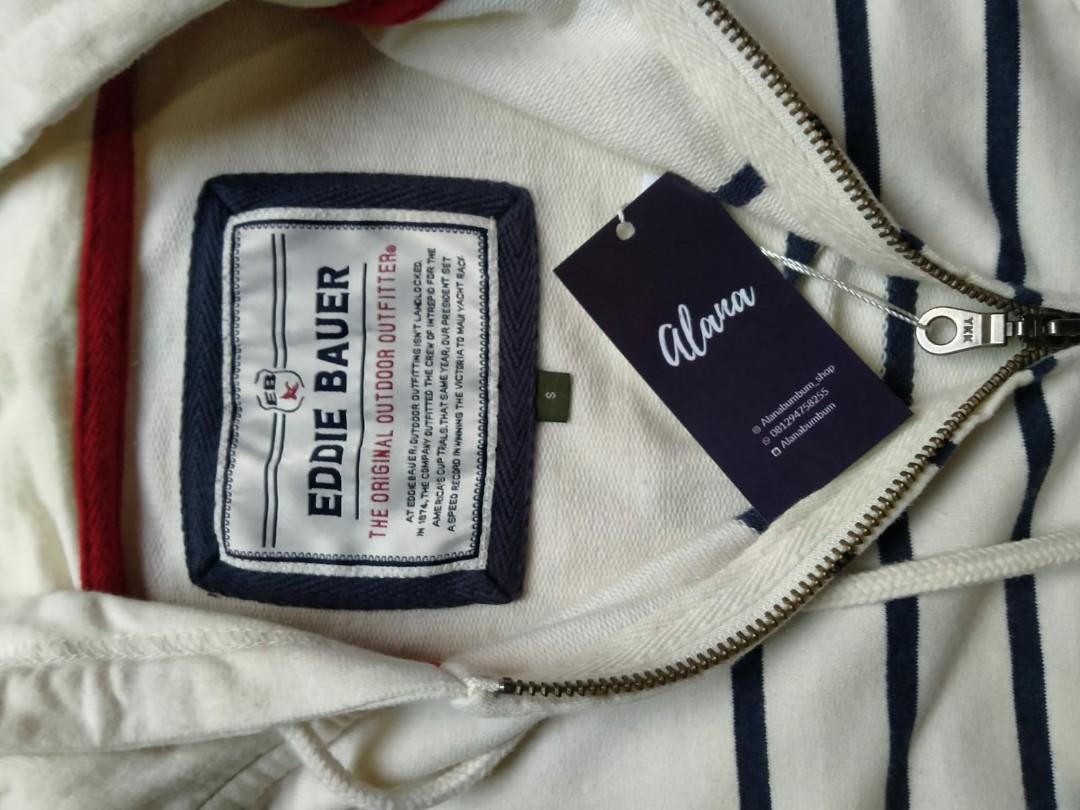 EB
EDDIE BAUER
THE ORIGINAL OUTDOOR OUTFITTER®
AT EDDIE BAUER, OUTDOOR OUTFITTING ISN'T LANDLOCKED.
IN 1974, THE COMPANY OUTFITTED THE CREW OF INTREPID FOR THE
AMERICA'S CUP TRIALS. THAT SAME YEAR, OUR PRESIDENT SET
A SPEED RECORD IN WINNING THE VICTORIA TO MAUI YACHT RACE.
S
Alana
Alanabumbum_shop
081294758255
Alanabumbum
YKK